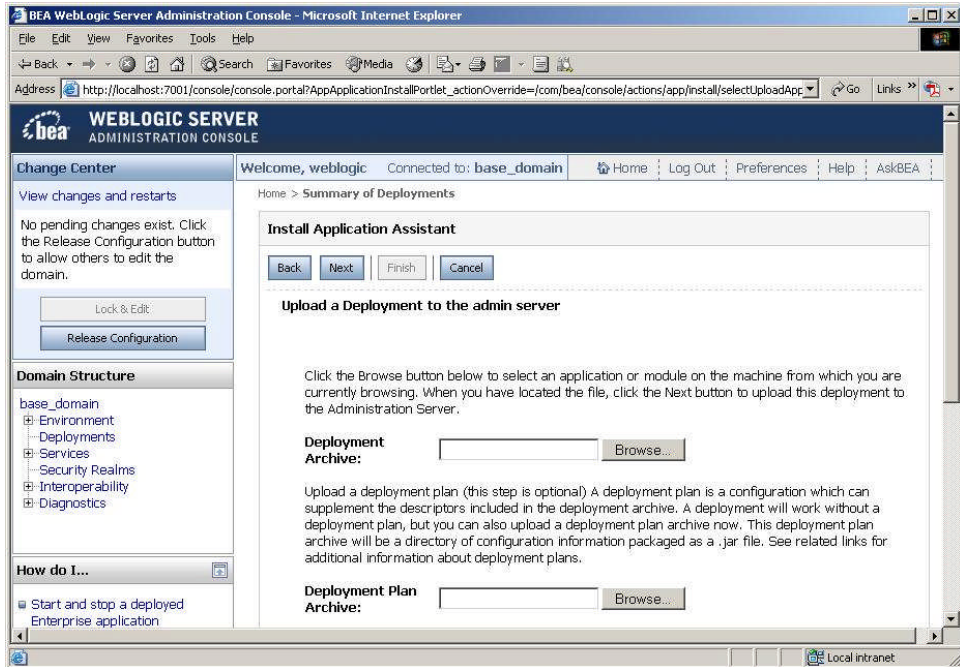 BEA WebLogic Server Administration Console - Microsoft Internet Explorer
File Edit View Favorites Tools Help
Back Search Favorites Media
Address http://localhost:7001/console/console.portal?AppApplicationInstallPortlet_actionOverride=/com/bea/console/actions/app/install/selectUploadApp Go Links »
bea WEBLOGIC SERVER
ADMINISTRATION CONSOLE
Change Center
View changes and restarts
No pending changes exist. Click
the Release Configuration button
to allow others to edit the
domain.
Lock & Edit
Release Configuration
Domain Structure
base_domain
Environment
Deployments
Services
Security Realms
Interoperability
Diagnostics
How do I...
Start and stop a deployed
Enterprise application
Welcome, weblogic Connected to: base_domain Home Log Out Preferences Help AskBEA
Home > Summary of Deployments
Install Application Assistant
Back Next Finish Cancel
Upload a Deployment to the admin server
Click the Browse button below to select an application or module on the machine from which you are
currently browsing. When you have located the file, click the Next button to upload this deployment to
the Administration Server.
Deployment
Archive:
Browse...
Upload a deployment plan (this step is optional) A deployment plan is a configuration which can
supplement the descriptors included in the deployment archive. A deployment will work without a
deployment plan, but you can also upload a deployment plan archive now. This deployment plan
archive will be a directory of configuration information packaged as a .jar file. See related links for
additional information about deployment plans.
Deployment Plan
Archive:
Browse...
Local intranet